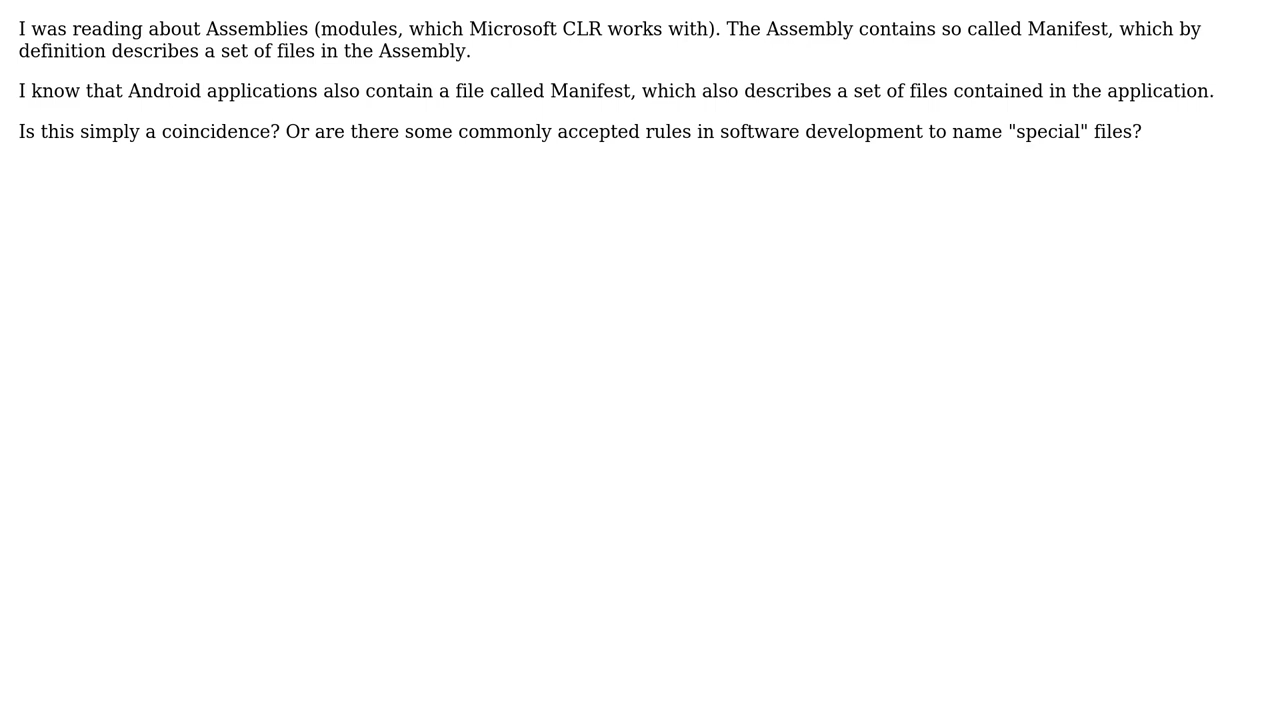 I was reading about Assemblies (modules, which Microsoft CLR works with). The Assembly contains so called Manifest, which by
definition describes a set of files in the Assembly.
I know that Android applications also contain a file called Manifest, which also describes a set of files contained in the application.
Is this simply a coincidence? Or are there some commonly accepted rules in software development to name "special" files?